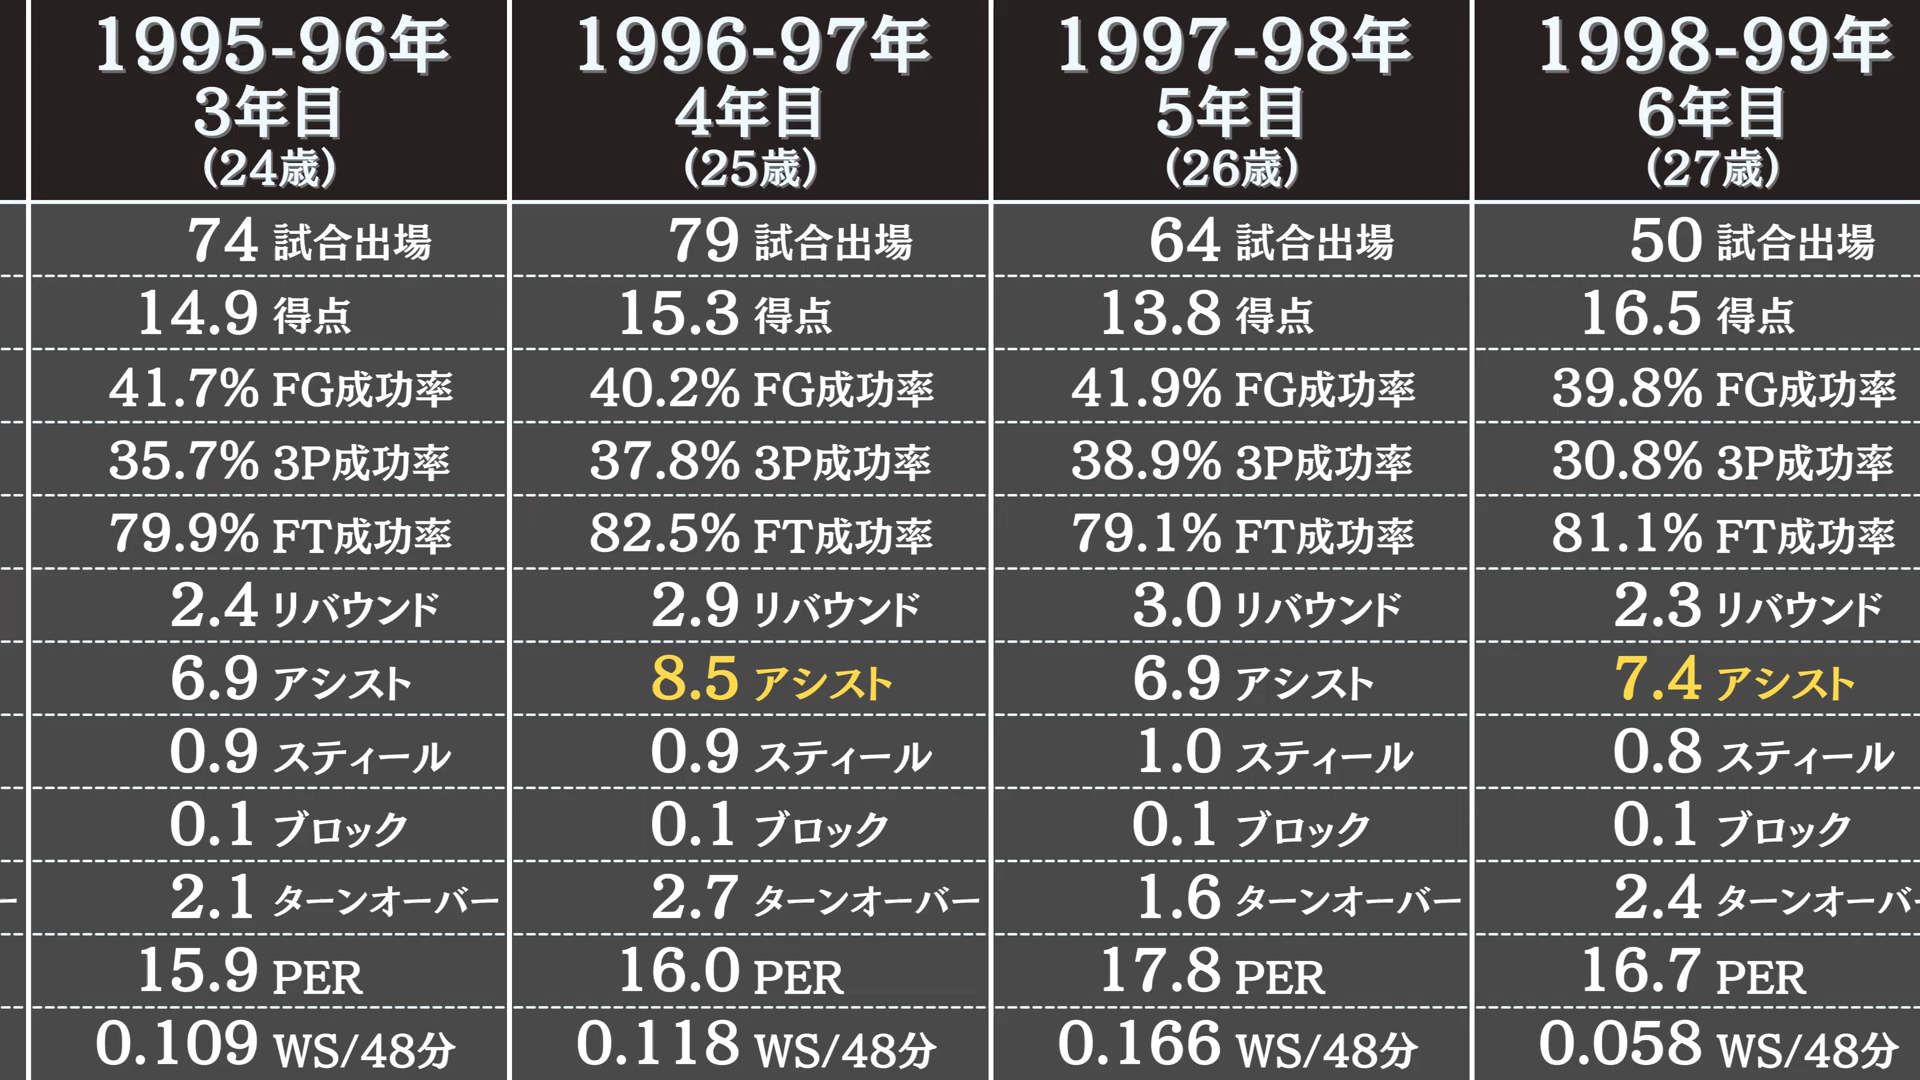 1995-96年
3年目
(24歳)
74 試合出場
14.9 得点
41.7% FG成功率
35.7% 3P成功率
79.9% FT成功率
2.4 リバウンド
6.9 アシスト
0.9 スティール
0.1 ブロック
2.1 ターンオーバー
15.9 PER
0.109 WS/48分
1996-97年
4年目
(25歳)
79 試合出場
15.3 得点
40.2% FG成功率
37.8% 3P成功率
82.5% FT成功率
2.9 リバウンド
8.5 アシスト
0.9 スティール
0.1 ブロック
2.7 ターンオーバー
16.0 PER
0.118 WS/48分
1997-98年
5年目
(26歳)
64 試合出場
13.8 得点
41.9% FG成功率
38.9% 3P成功率
79.1% FT成功率
3.0 リバウンド
6.9 アシスト
1.0 スティール
0.1 ブロック
1.6 ターンオーバー
17.8 PER
0.166 WS/48分
1998-99年
6年目
(27歳)
50 試合出場
16.5 得点
39.8% FG成功率
30.8% 3P成功率
81.1% FT成功率
2.3 リバウンド
7.4 アシスト
0.8 スティール
0.1 ブロック
2.4 ターンオーバー
16.7 PER
0.058 WS/48分